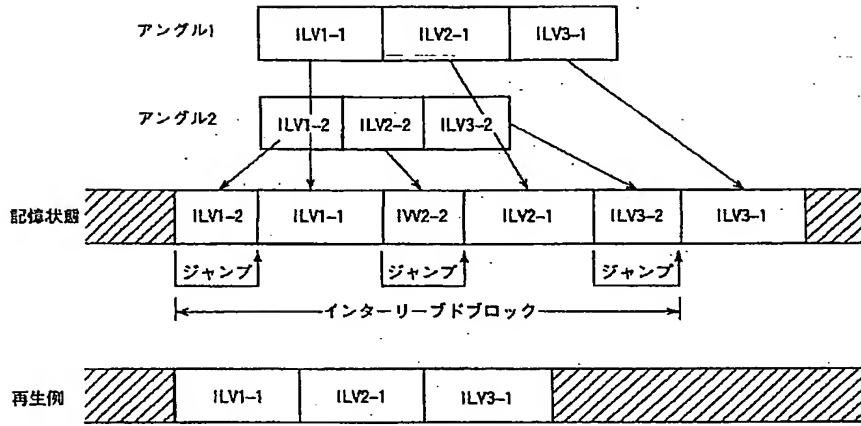 アングル1
ILV1-1 ILV2-1 ILV3-1
アングル2
ILV1-2 ILV2-2 ILV3-2
記憶状態
ILV1-2 ILV1-1 IVV2-2 ILV2-1 ILV3-2 ILV3-1
ジャンプ ジャンプ ジャンプ
インターリーブドブロック
再生例
ILV1-1 ILV2-1 ILV3-1